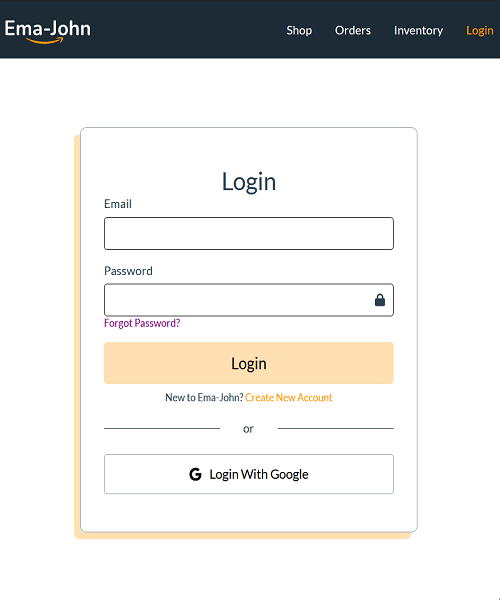 Ema-John
Shop Orders Inventory Login
Login
Email
Password
Forgot Password?
Login
New to Ema-John? Create New Account
or
G Login With Google